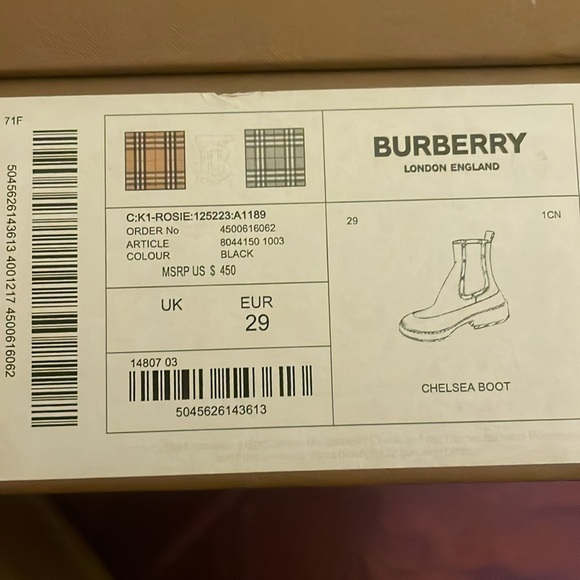 71F
5045626143613 4001217 4500616062
BURBERRY
LONDON ENGLAND
C:K1-ROSIE:125223:A1189
ORDER No 4500616062
ARTICLE 8044150 1003
COLOUR BLACK
MSRP US $ 450
UK EUR
29
14807 03
5045626143613
29 1CN
CHELSEA BOOT